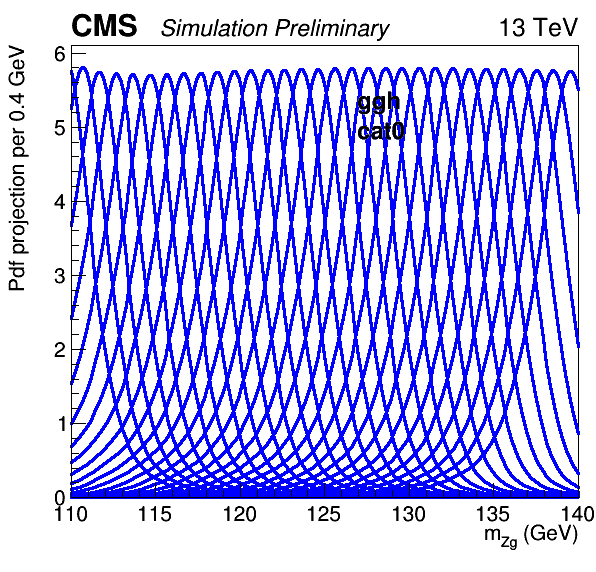 CMS Simulation Preliminary 13 TeV
Pdf projection per 0.4 GeV
6
5
4
3
2
1
0
ggh
cat0
110 115 120 125 130 135 140
m_Zg (GeV)